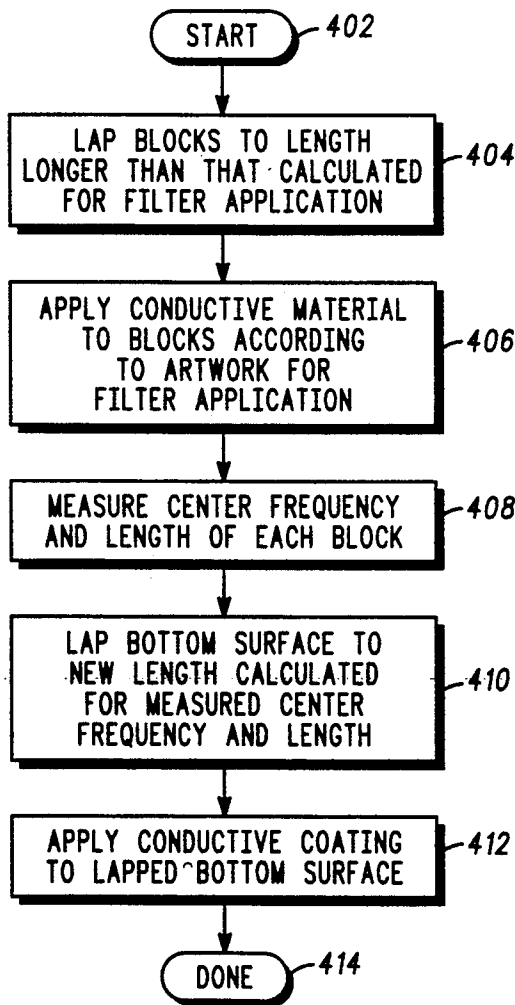 START
402
LAP BLOCKS TO LENGTH
LONGER THAN THAT CALCULATED
FOR FILTER APPLICATION
404
APPLY CONDUCTIVE MATERIAL
TO BLOCKS ACCORDING
TO ARTWORK FOR
FILTER APPLICATION
406
MEASURE CENTER FREQUENCY
AND LENGTH OF EACH BLOCK
408
LAP BOTTOM SURFACE TO
NEW LENGTH CALCULATED
FOR MEASURED CENTER
FREQUENCY AND LENGTH
410
APPLY CONDUCTIVE COATING
TO LAPPED BOTTOM SURFACE
412
DONE
414